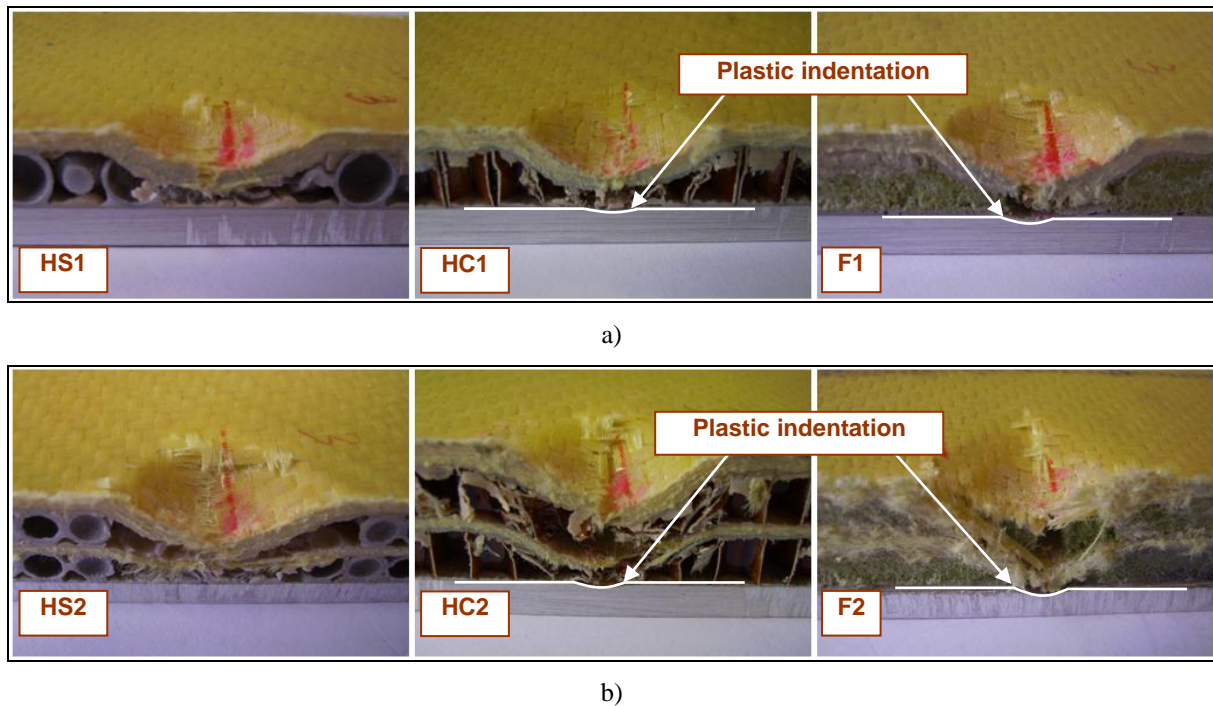 Plastic indentation
HS1
HC1
F1
a)
Plastic indentation
HS2
HC2
F2
b)